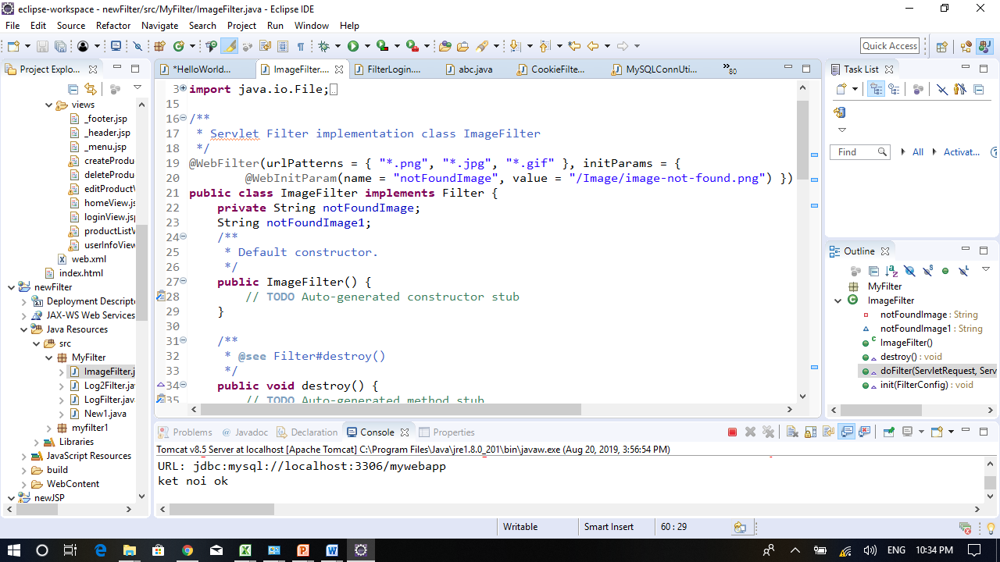 eclipse-workspace - newFilter/src/MyFilter/ImageFilter.java - Eclipse IDE
File Edit Source Refactor Navigate Search Project Run Window Help
Quick Access
Project Explo...
views
_footer.jsp
_header.jsp
_menu.jsp
createProdu
deleteProdu
editProductV
homeView.js
loginView.jsp
productListV
userInfoView
web.xml
index.html
newFilter
Deployment Descripto
JAX-WS Web Services
Java Resources
src
MyFilter
ImageFilter.j
Log2Filter.jav
LogFilter.java
New1.java
myfilter1
Libraries
JavaScript Resources
build
WebContent
newJSP
*HelloWorld... ImageFilter.... FilterLogin.... abc.java CookieFilte... MySQLConnUti... »80
3 import java.io.File;
15
16 /**
17 * Servlet Filter implementation class ImageFilter
18 */
19 @WebFilter(urlPatterns = { "*.png", "*.jpg", "*.gif" }, initParams = {
20 @WebInitParam(name = "notFoundImage", value = "/Image/image-not-found.png") })
21 public class ImageFilter implements Filter {
22 private String notFoundImage;
23 String notFoundImage1;
24 /**
25 * Default constructor.
26 */
27 public ImageFilter() {
28 // TODO Auto-generated constructor stub
29 }
30
31 /**
32 * @see Filter#destroy()
33 */
34 public void destroy() {
35 // TODO Auto-generated method stub
Task List
Find All Activat...
Outline
MyFilter
ImageFilter
notFoundImage : String
notFoundImage1 : String
ImageFilter()
destroy() : void
doFilter(ServletRequest, Serv
init(FilterConfig) : void
Problems @ Javadoc Declaration Console Properties
Tomcat v8.5 Server at localhost [Apache Tomcat] C:\Program Files\Java\jre1.8.0_201\bin\javaw.exe (Aug 20, 2019, 3:56:54 PM)
URL: jdbc:mysql://localhost:3306/mywebapp
ket noi ok
Writable Smart Insert 60 : 29
ENG 10:34 PM